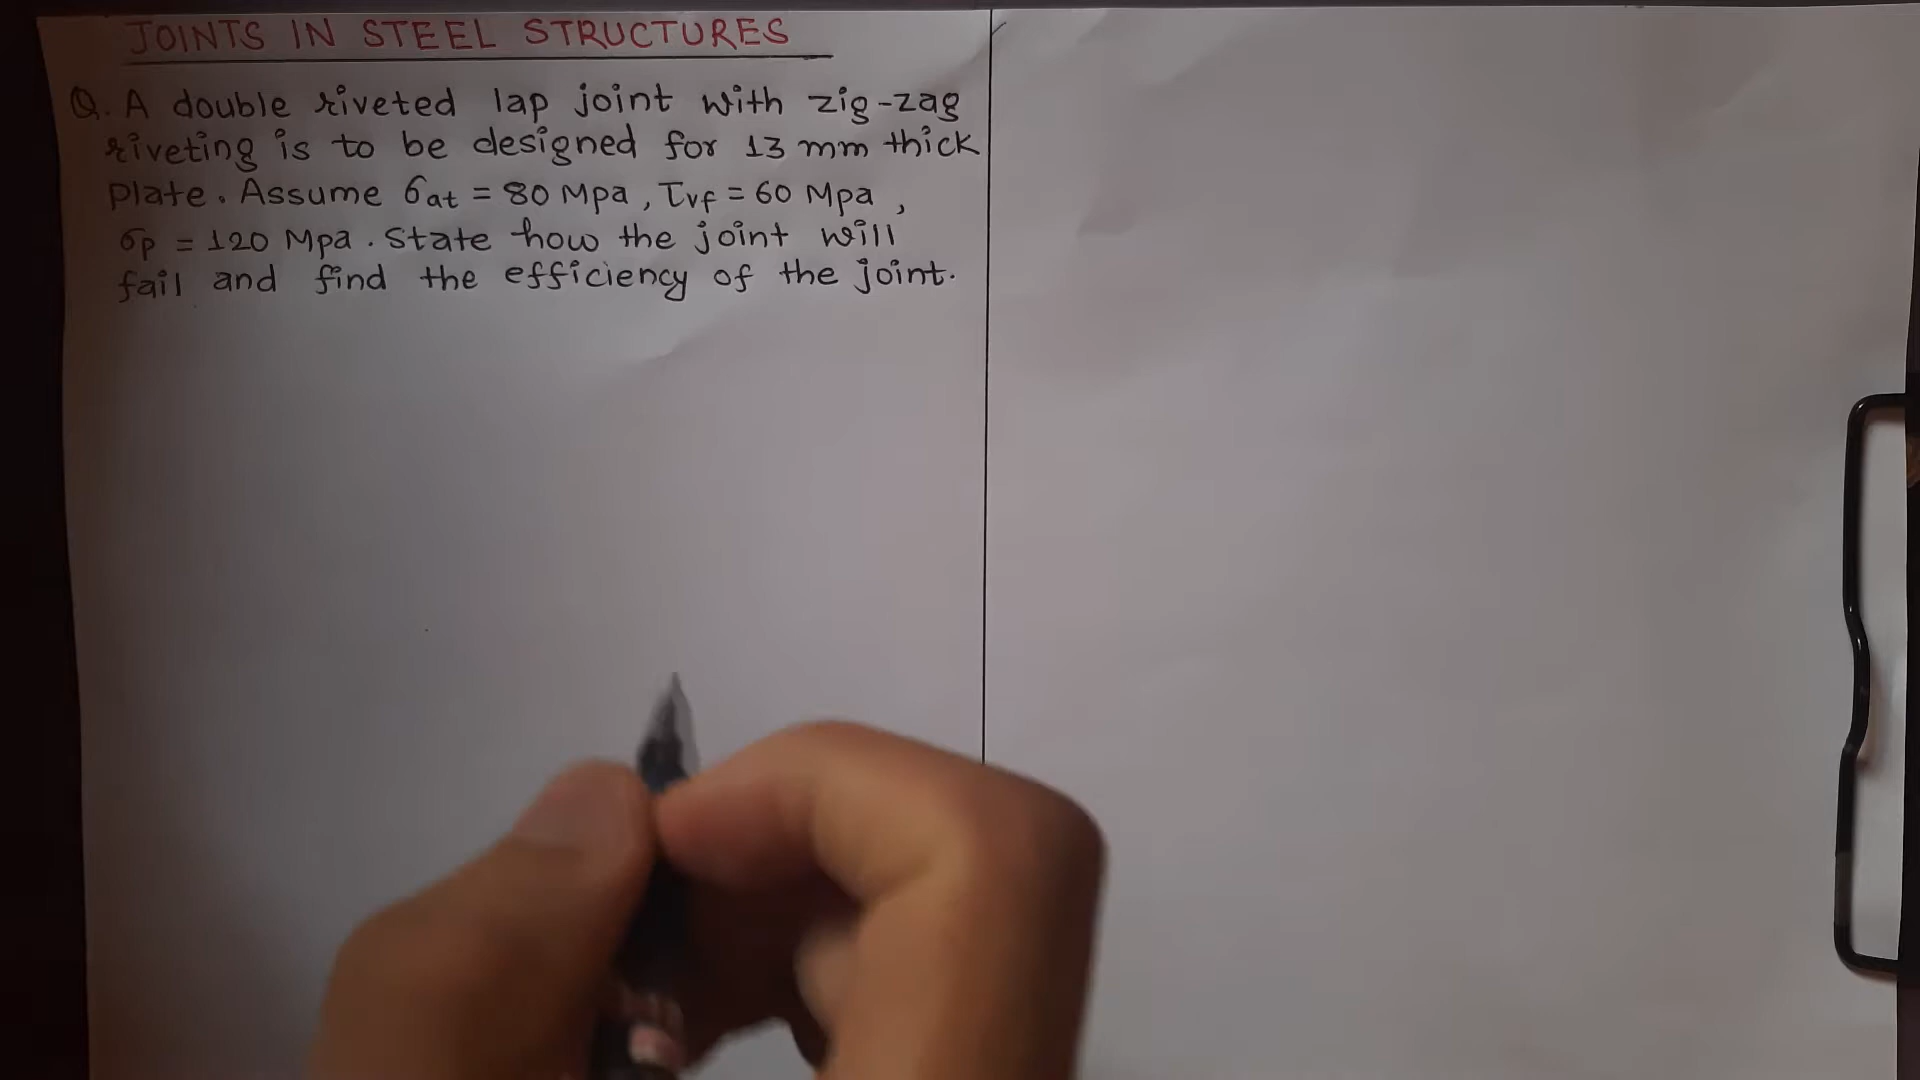 JOINTS IN STEEL STRUCTURES
Q. A double riveted lap joint with zig-zag
riveting is to be designed for 13 mm thick
plate. Assume σat = 80 Mpa, τvf = 60 Mpa,
σp = 120 Mpa. State how the joint will
fail and find the efficiency of the joint.